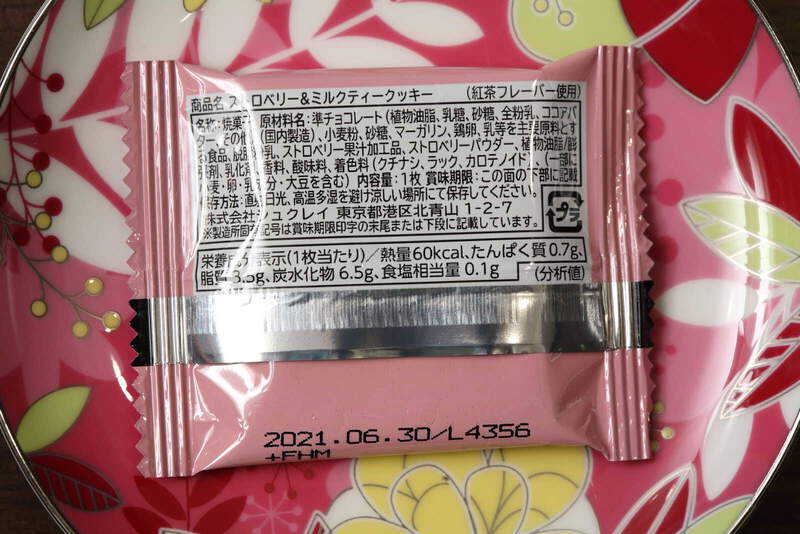 商品名 ストロベリー&ミルクティークッキー (紅茶フレーバー使用)
名称:焼菓子 原材料名:準チョコレート(植物油脂、乳糖、砂糖、全粉乳、ココアバ
ター、その他)(国内製造)、小麦粉、砂糖、マーガリン、鶏卵、乳等を主要原料とす
る食品、脱脂粉乳、ストロベリー果汁加工品、ストロベリーパウダー、植物油脂/膨
張剤、乳化剤、香料、酸味料、着色料(クチナシ、ラック、カロテノイド)、(一部に
小麦・卵・乳成分・大豆を含む) 内容量:1枚 賞味期限:この面の下部に記載
保存方法:直射日光、高温多湿を避け涼しい場所にて保存してください。
株式会社シュクレイ 東京都港区北青山 1-2-7
※製造所固有記号は賞味期限印字の末尾または下段に記載しています。
プラ
栄養成分表示(1枚当たり)/熱量60kcal、たんぱく質0.7g、
脂質3.5g、炭水化物 6.5g、食塩相当量 0.1g (分析値)
2021.06.30/L4356
+FHM